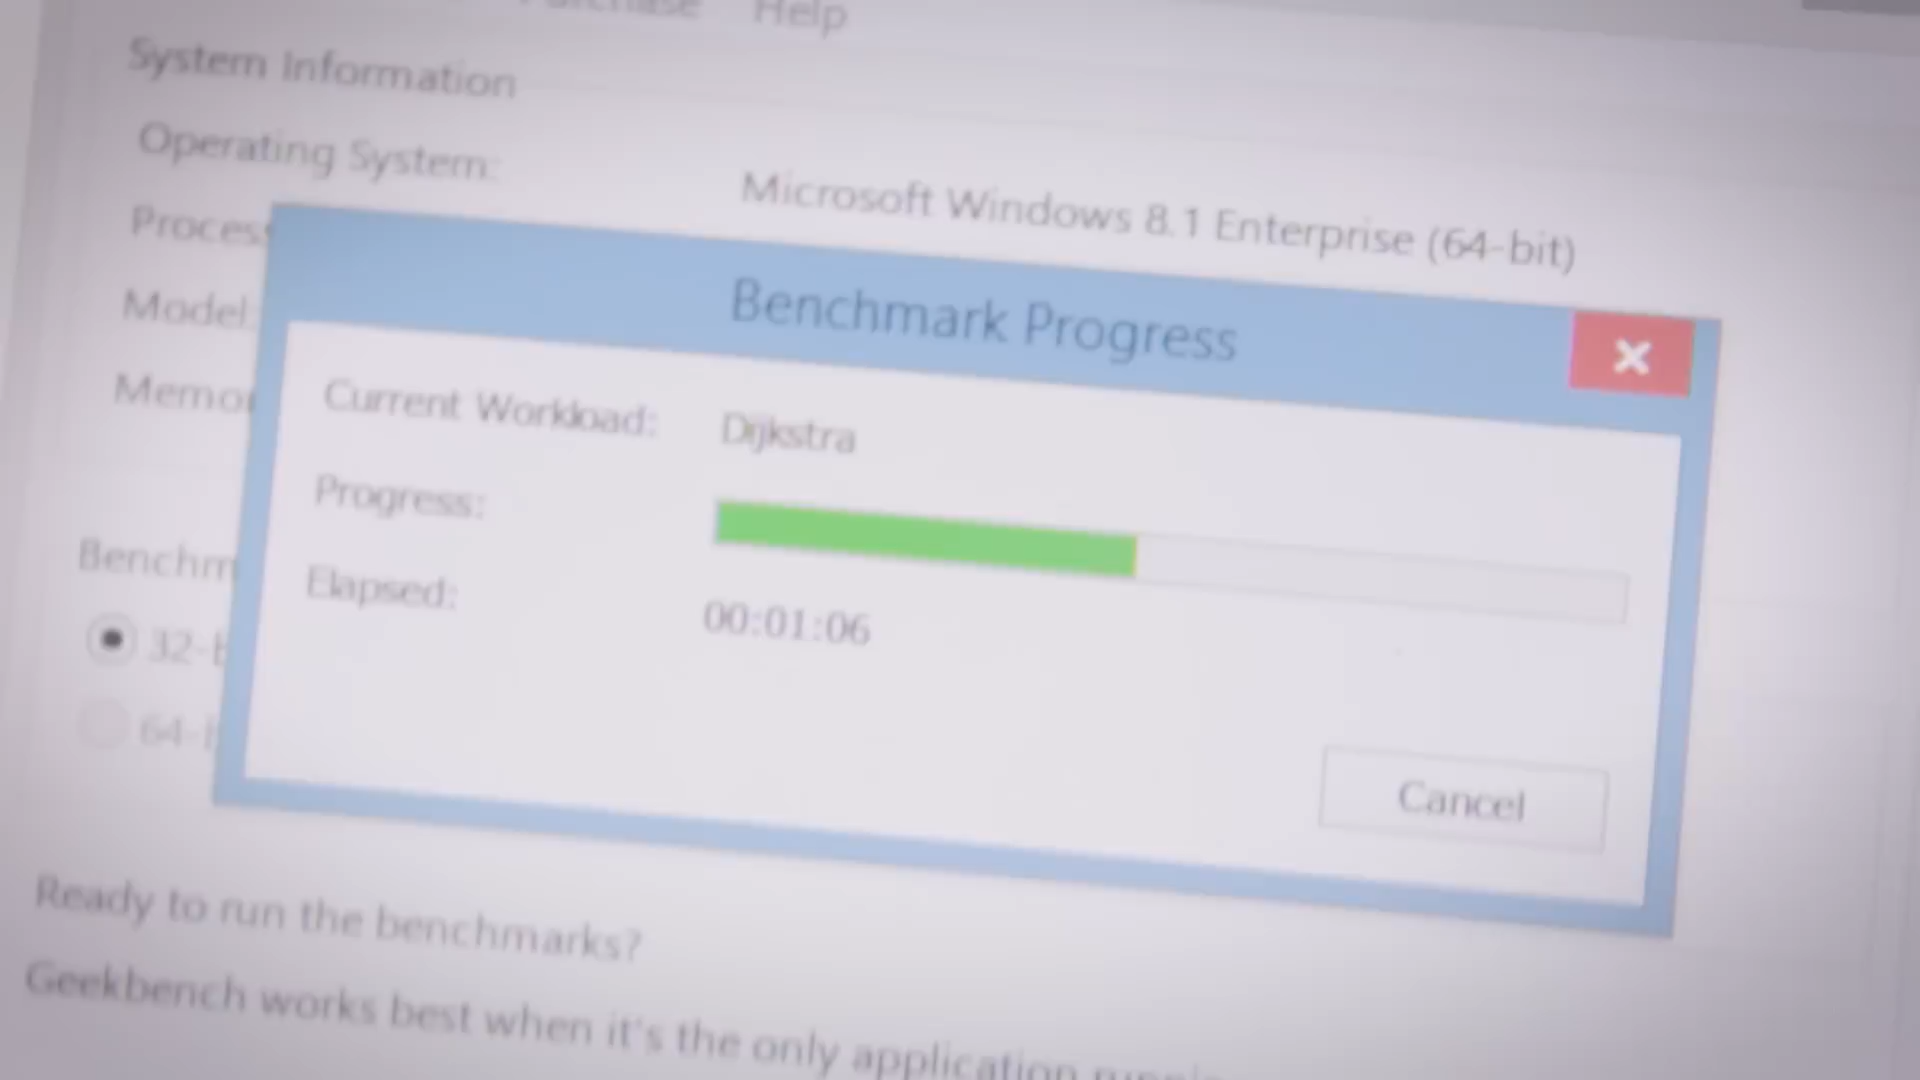 Help
System Information
Operating System:
Microsoft Windows 8.1 Enterprise (64-bit)
Benchmark Progress
Model:
Current Workload: Dijkstra
Progress:
Elapsed: 00:01:06
Cancel
Ready to run the benchmarks?
Geekbench works best when it's the only application